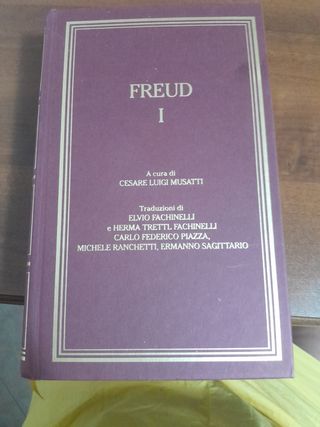 FREUD
I
A cura di
CESARE LUIGI MUSATTI
Traduzioni di
ELVIO FACHINELLI
e HERMA TRETTL FACHINELLI
CARLO FEDERICO PIAZZA,
MICHELE RANCHETTI, ERMANNO SAGITTARIO